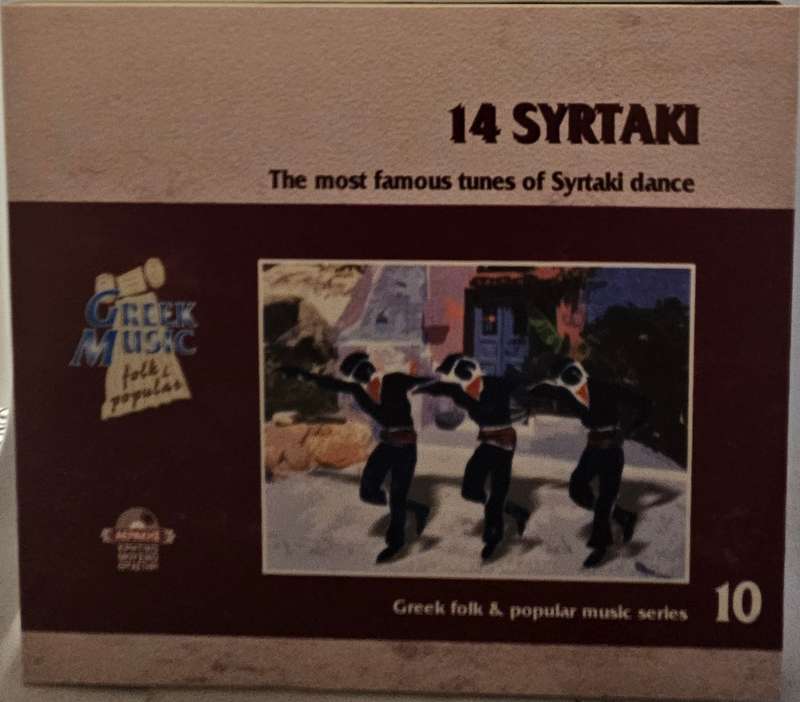 14 SYRTAKI
The most famous tunes of Syrtaki dance
GREEK
MUSIC
folk &
popular
Greek folk & popular music series
10